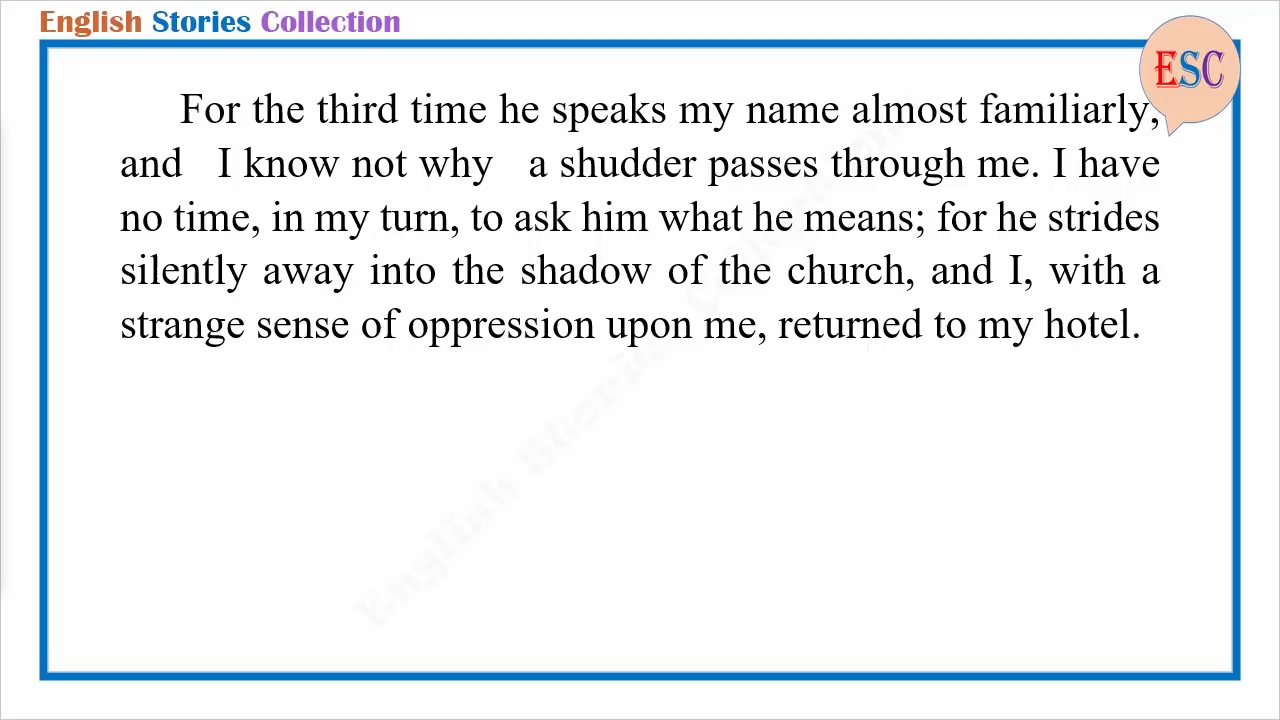 English Stories Collection
ESC
For the third time he speaks my name almost familiarly,
and I know not why a shudder passes through me. I have
no time, in my turn, to ask him what he means; for he strides
silently away into the shadow of the church, and I, with a
strange sense of oppression upon me, returned to my hotel.
English Stories Collection